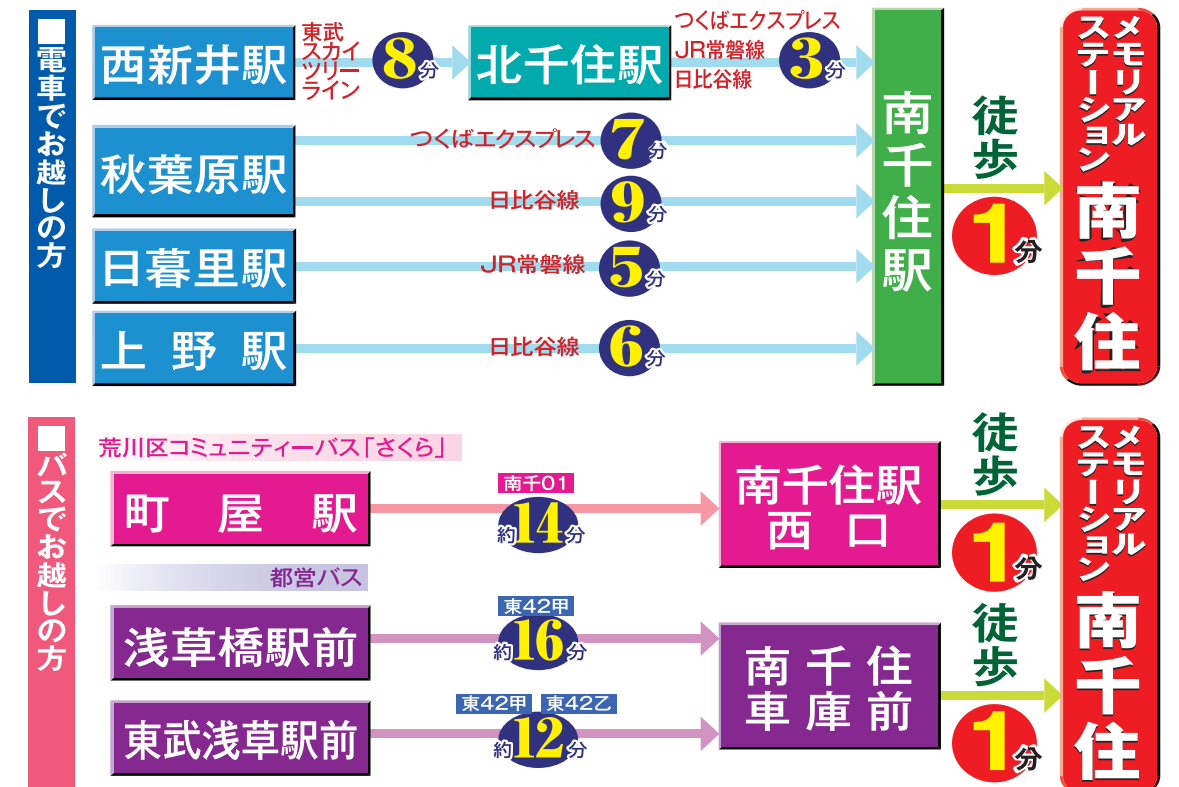 ■電車でお越しの方
西新井駅
東武
スカイ
ツリー
ライン
8分
北千住駅
つくばエクスプレス
JR常磐線
日比谷線
3分
秋葉原駅
つくばエクスプレス
7分
日比谷線
9分
日暮里駅
JR常磐線
5分
上野駅
日比谷線
6分
南千住駅
徒歩
1分
メモリアル
ステーション
南千住
■バスでお越しの方
荒川区コミュニティーバス「さくら」
町屋駅
南千01
約14分
南千住駅
西口
徒歩
1分
都営バス
浅草橋駅前
東42甲
約16分
東武浅草駅前
東42甲 東42乙
約12分
南千住
車庫前
徒歩
1分
メモリアル
ステーション
南千住